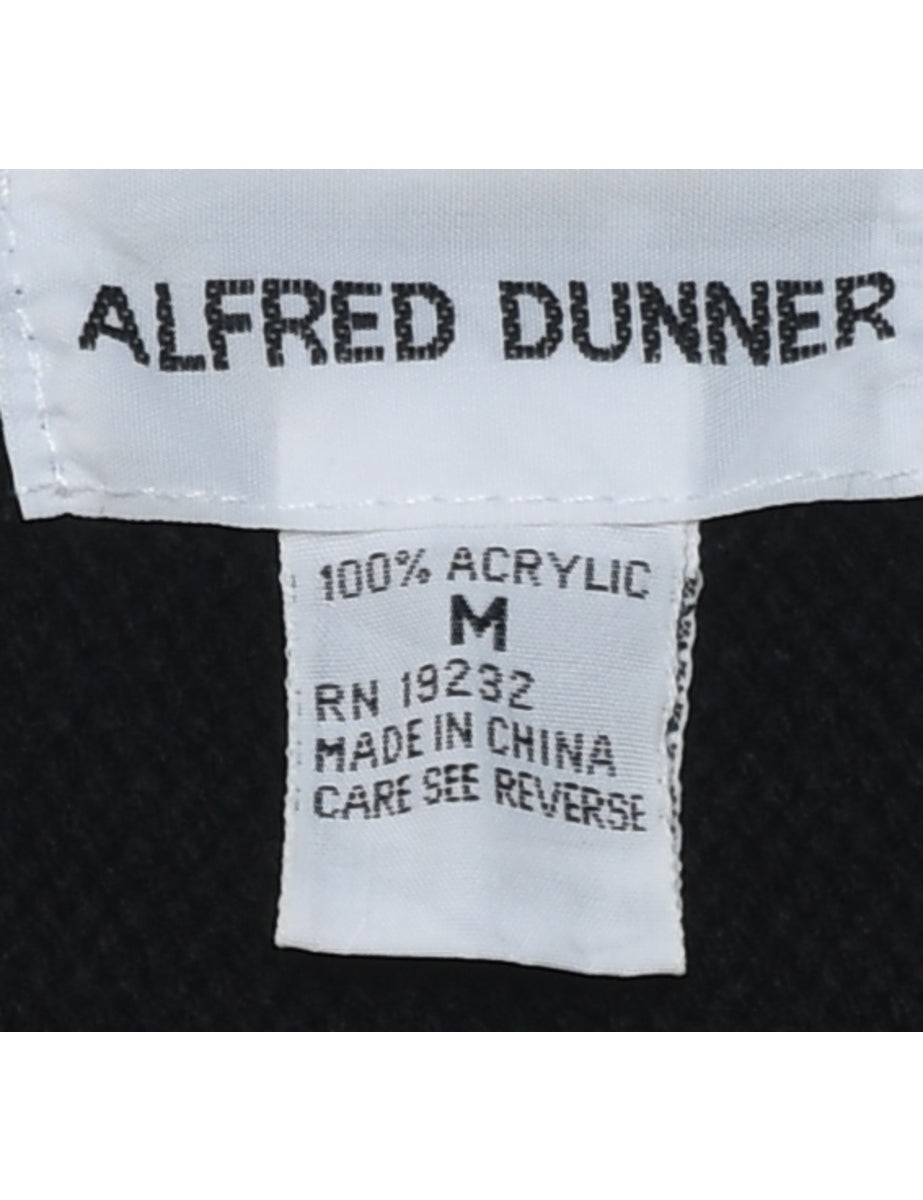 ALFRED DUNNER
100% ACRYLIC
M
RN 19232
MADE IN CHINA
CARE SEE REVERSE